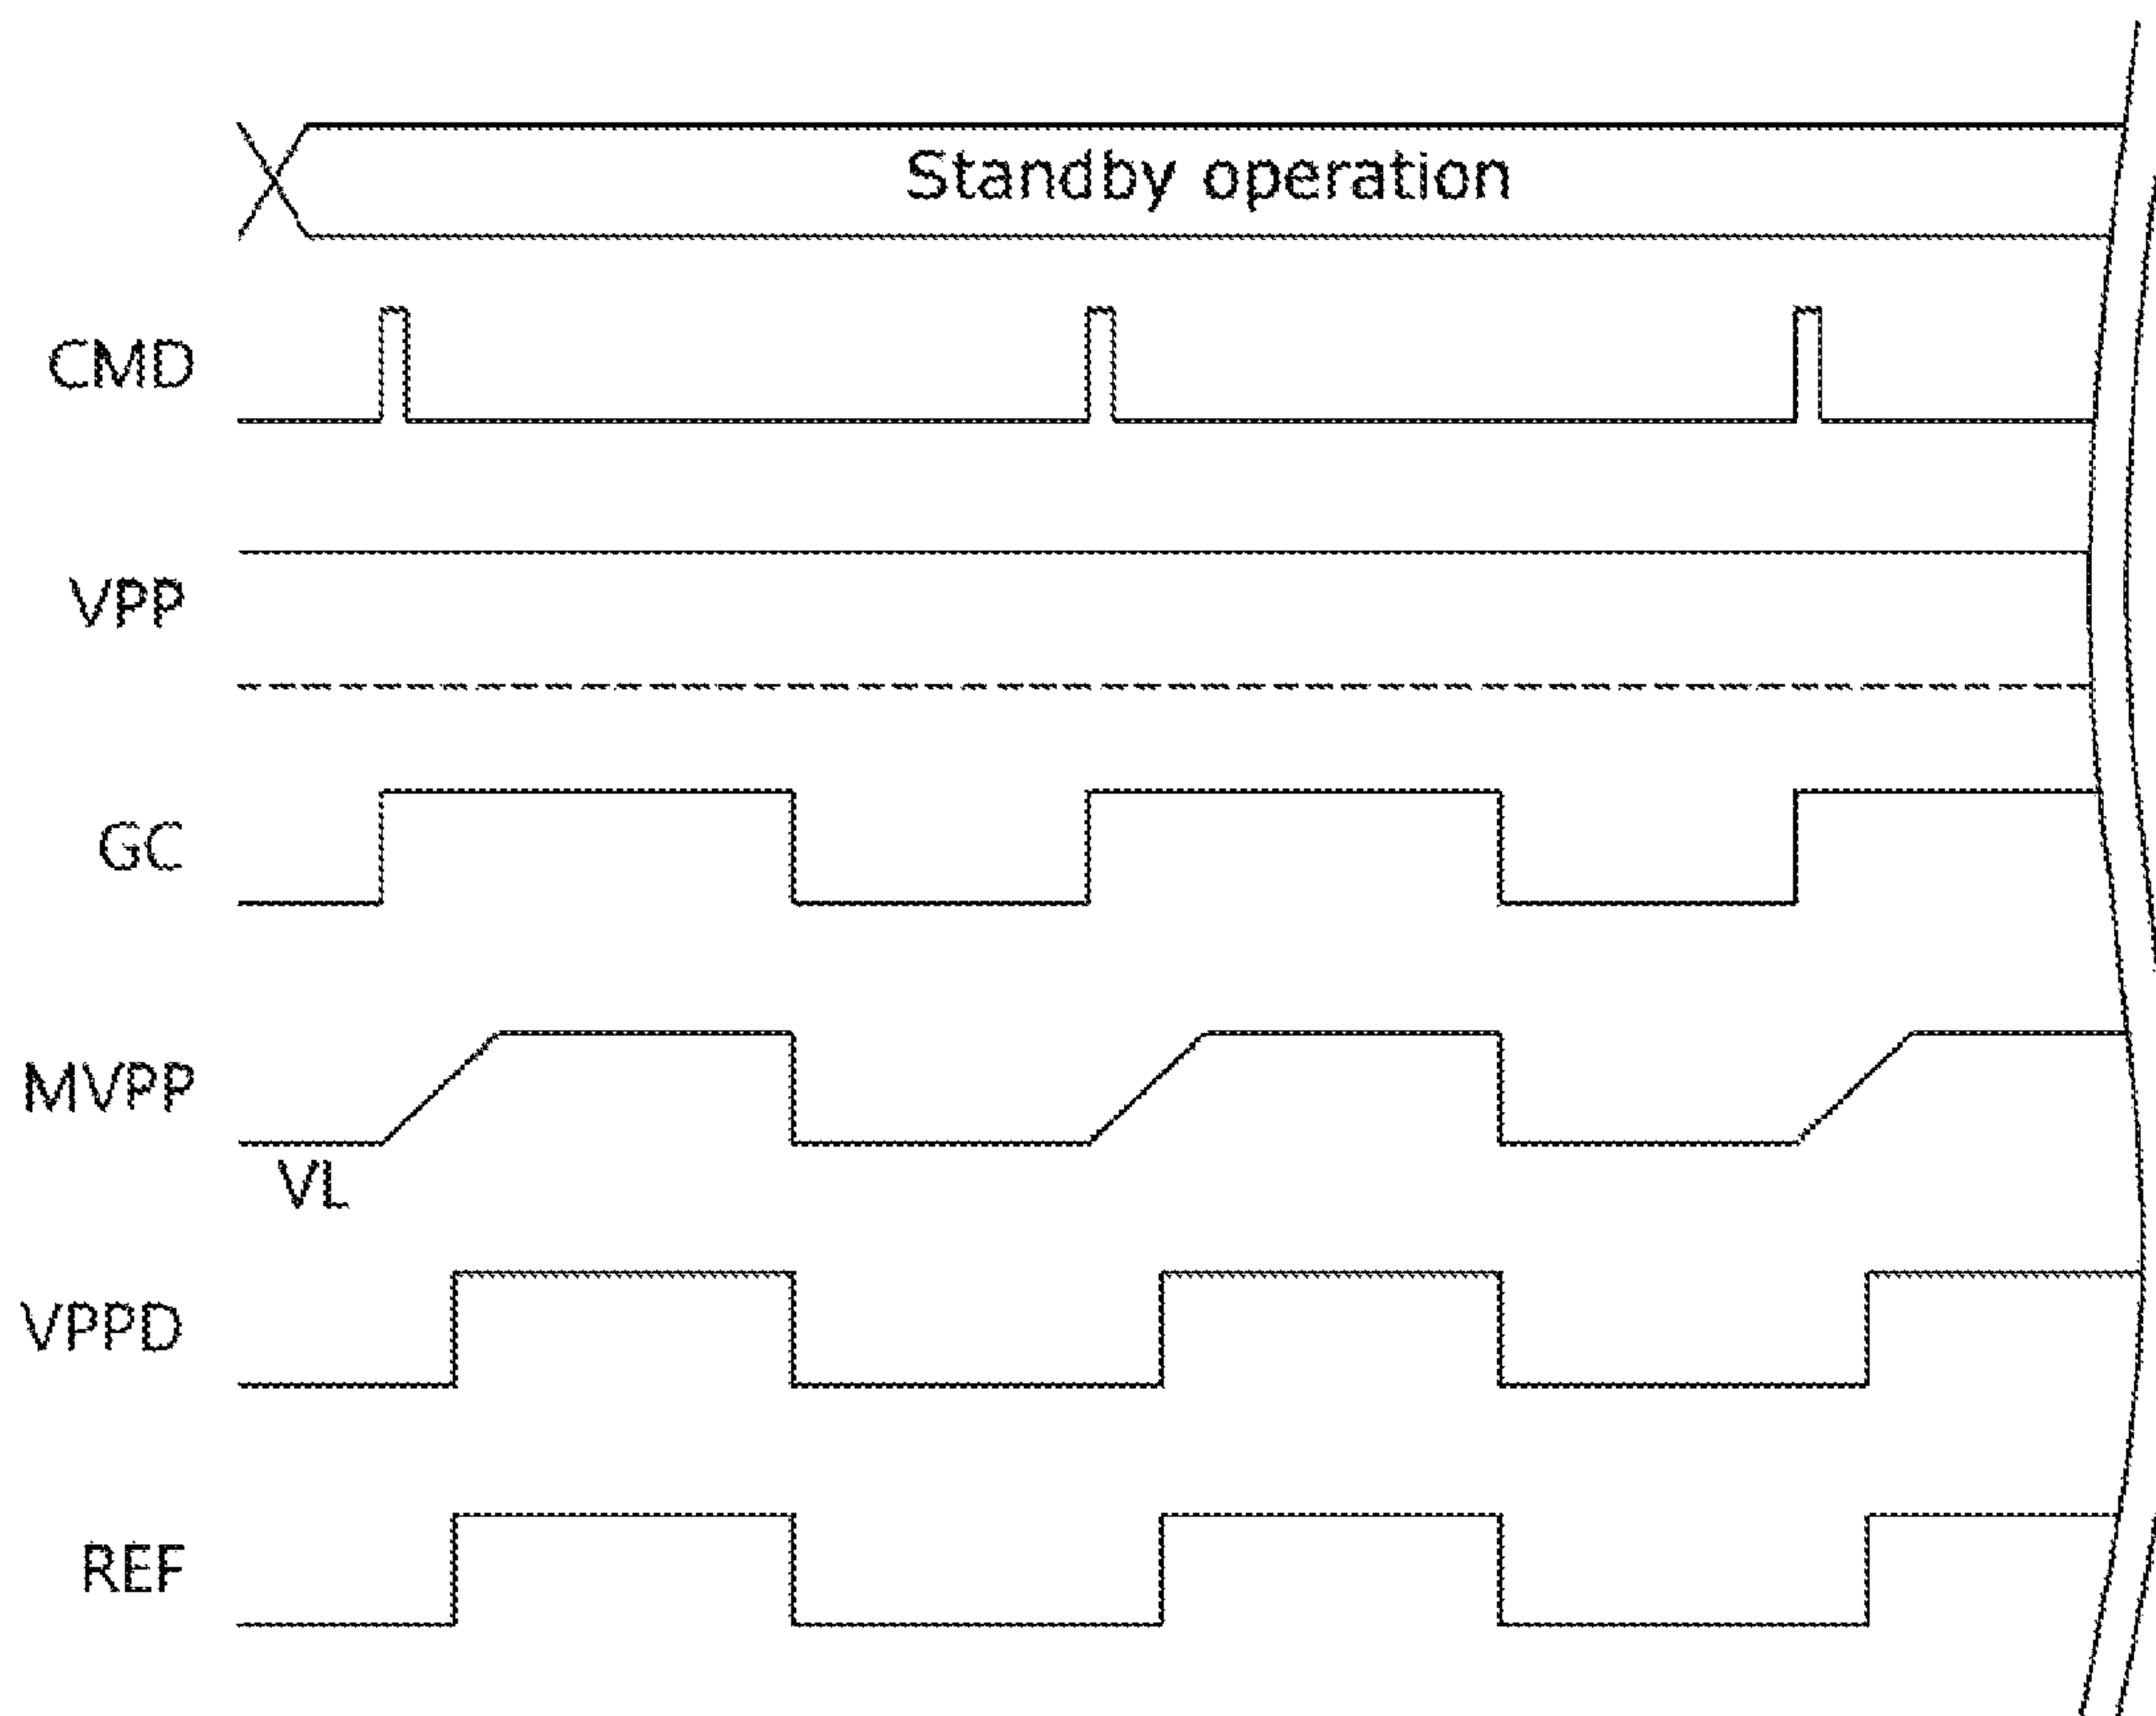 Standby operation
CMD
VPP
GC
MVPP
VL
VPPD
REF